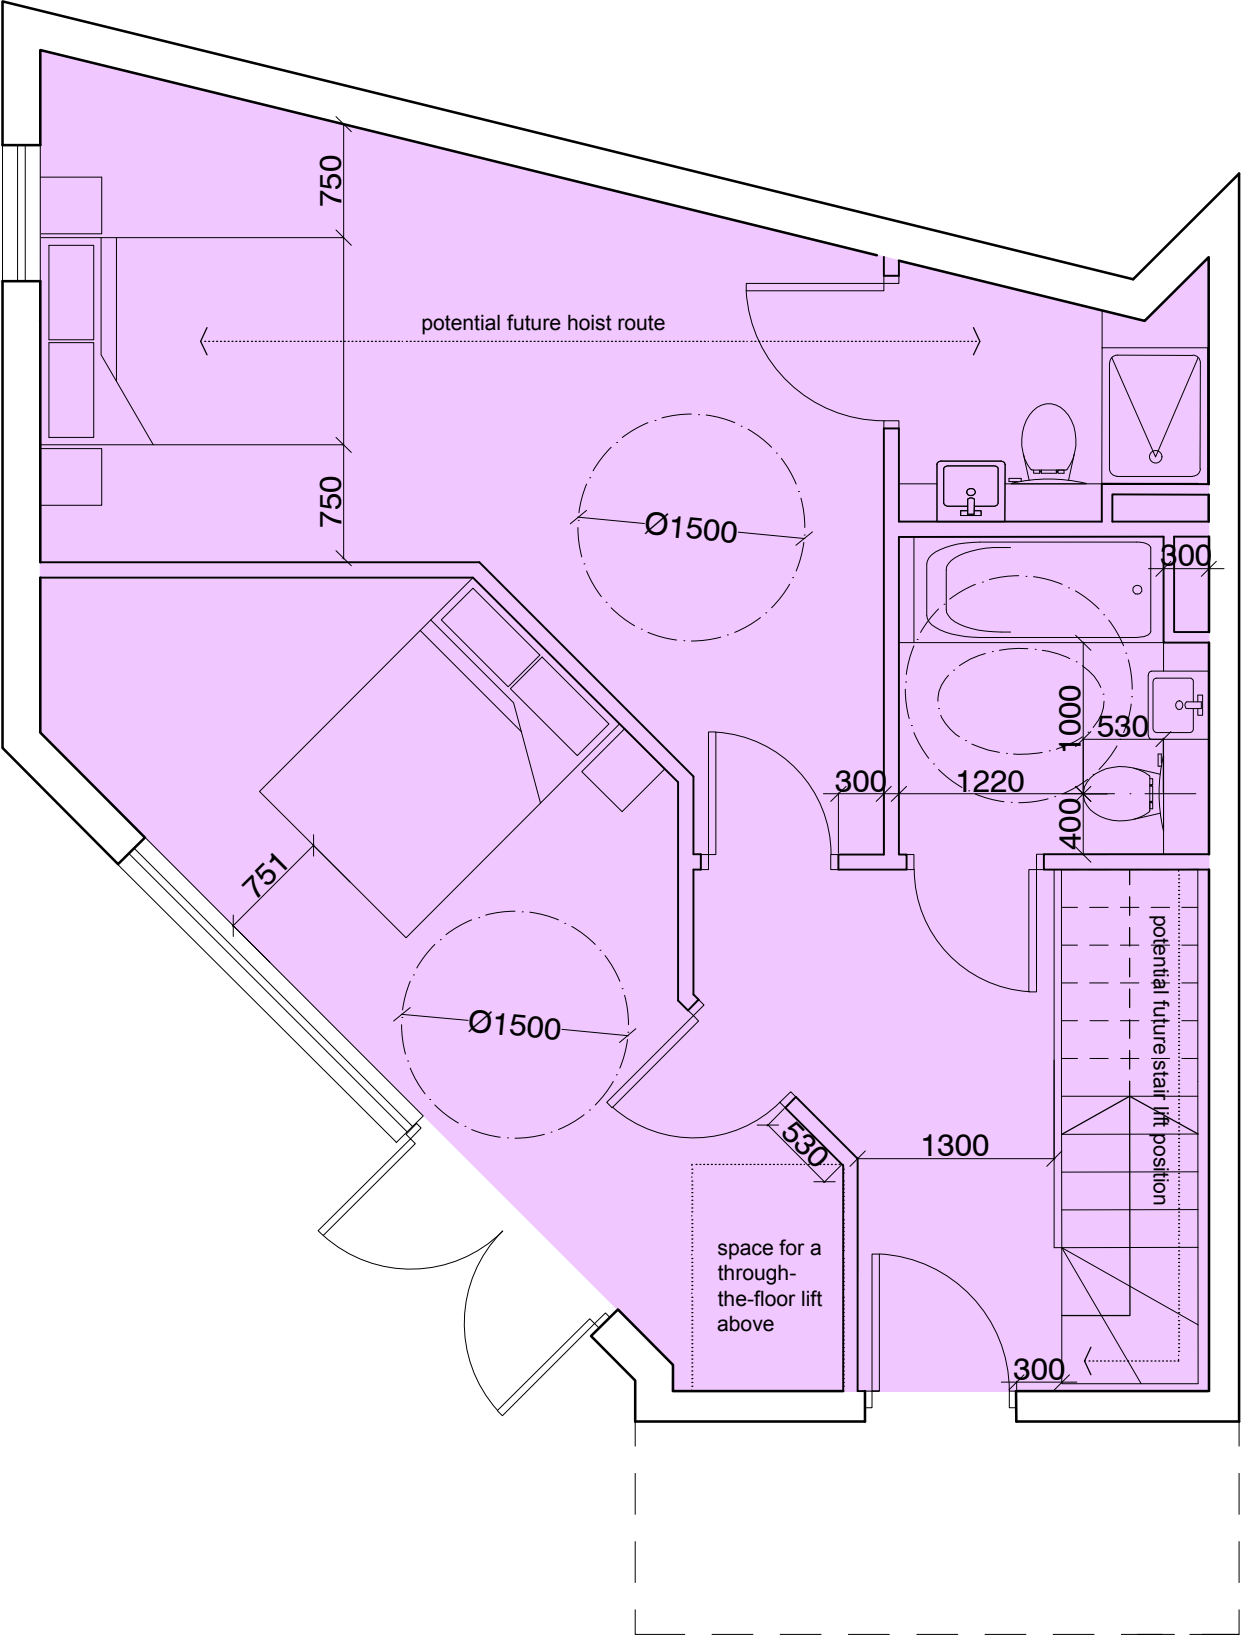 750
potential future hoist route
750
Ø1500
300
1000
530
300
1220
400
751
Ø1500
potential future stair lift position
530
1300
space for a
through-
the-floor lift
above
300